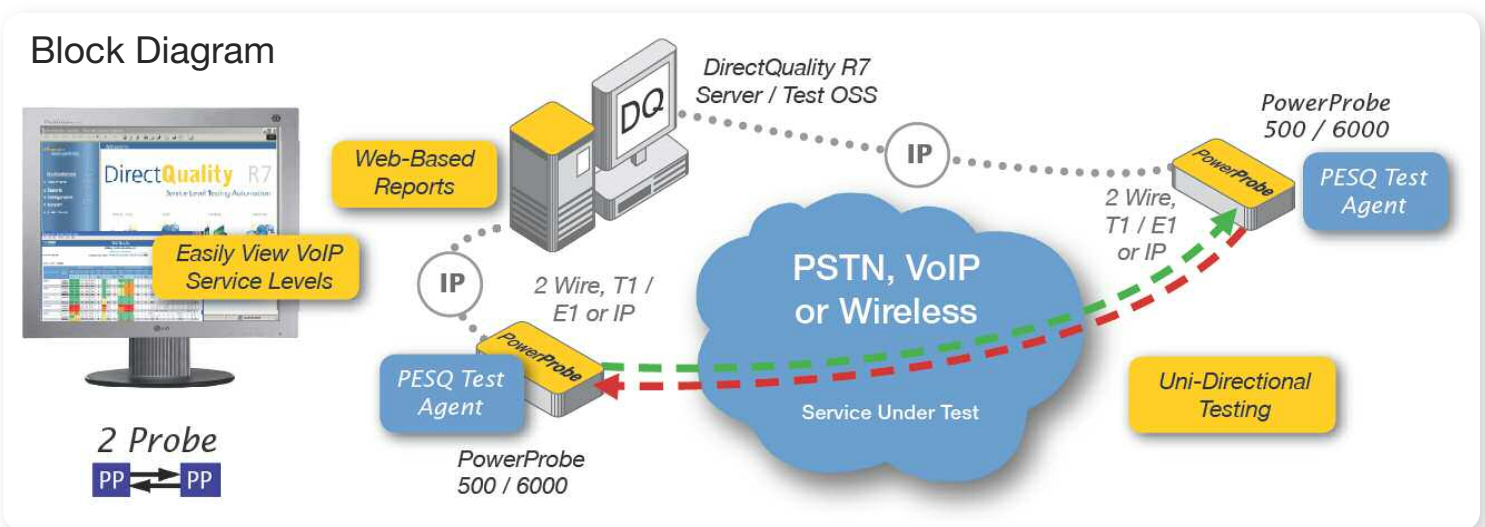 Block Diagram
DirectQuality R7
Server / Test OSS
DQ
IP
PowerProbe
500 / 6000
PowerProbe
PESQ Test
Agent
2 Wire,
T1 / E1
or IP
Web-Based
Reports
DirectQuality R7
Service Level Testing Automation
Easily View VoIP
Service Levels
IP
2 Wire, T1 /
E1 or IP
PSTN, VoIP
or Wireless
Service Under Test
PowerProbe
PESQ Test
Agent
PowerProbe
500 / 6000
Uni-Directional
Testing
2 Probe
PP
PP